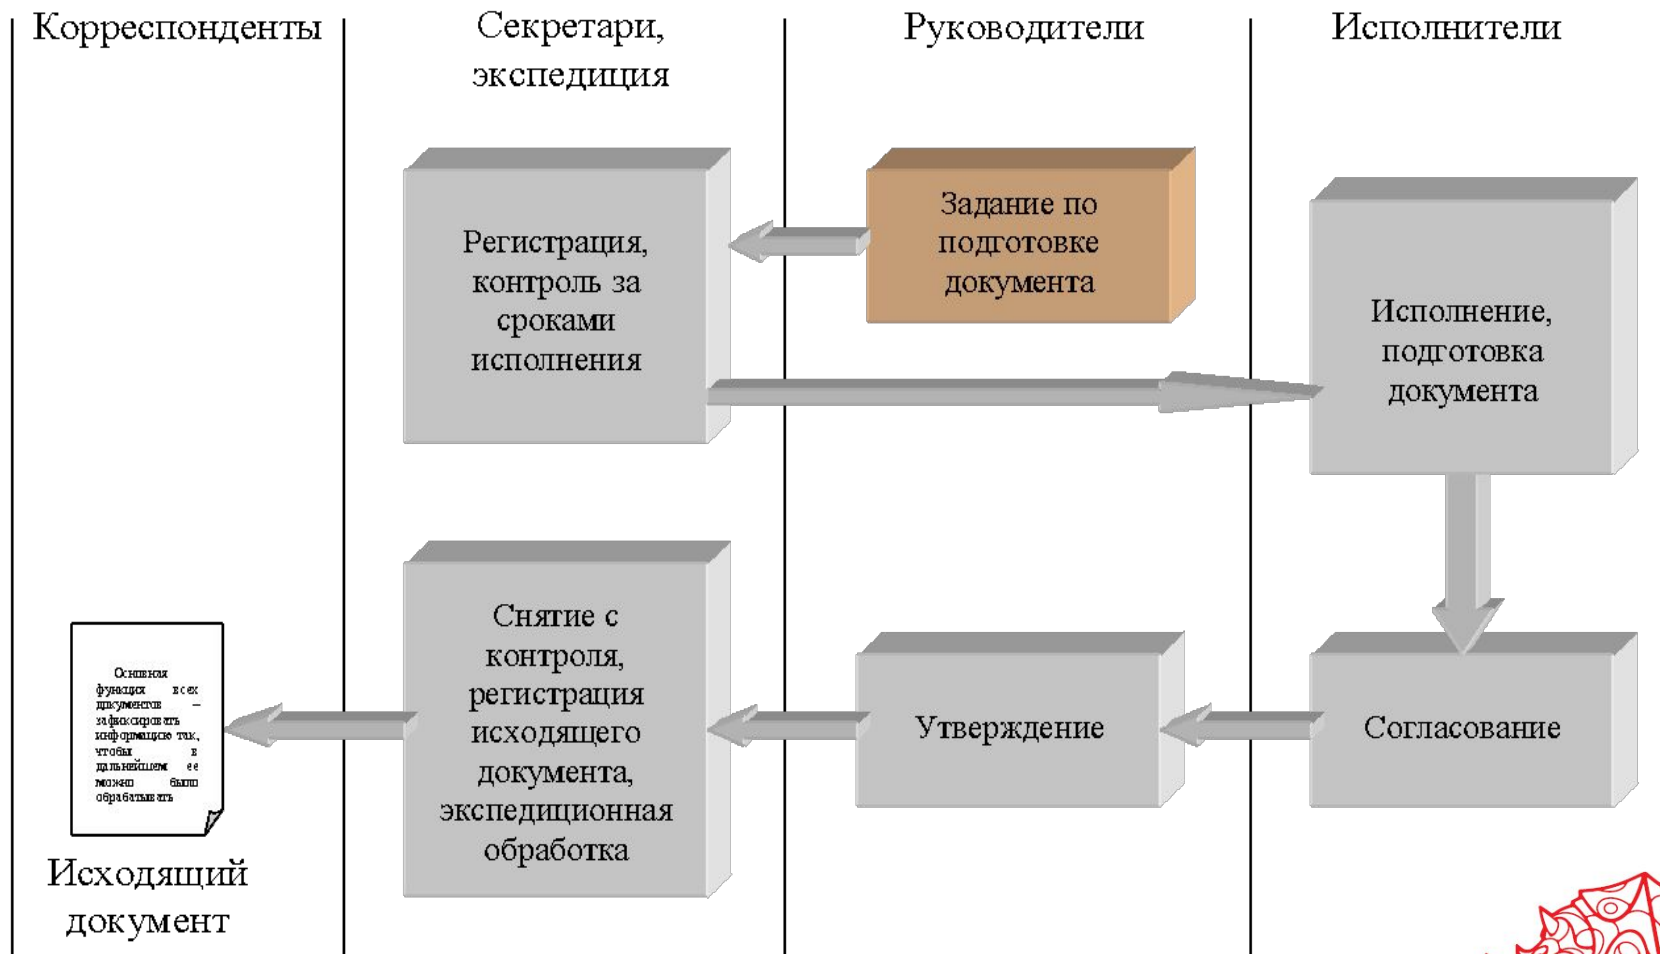 Корреспонденты
Секретари,
экспедиция
Руководители
Исполнители
Регистрация,
контроль за
сроками
исполнения
Задание по
подготовке
документа
Исполнение,
подготовка
документа
Снятие с
контроля,
регистрация
исходящего
документа,
экспедиционная
обработка
Утверждение
Согласование
Основная
функция всех
документов –
зафиксировать
информацию так,
чтобы в
дальнейшем ее
можно было
обрабатывать
Исходящий
документ